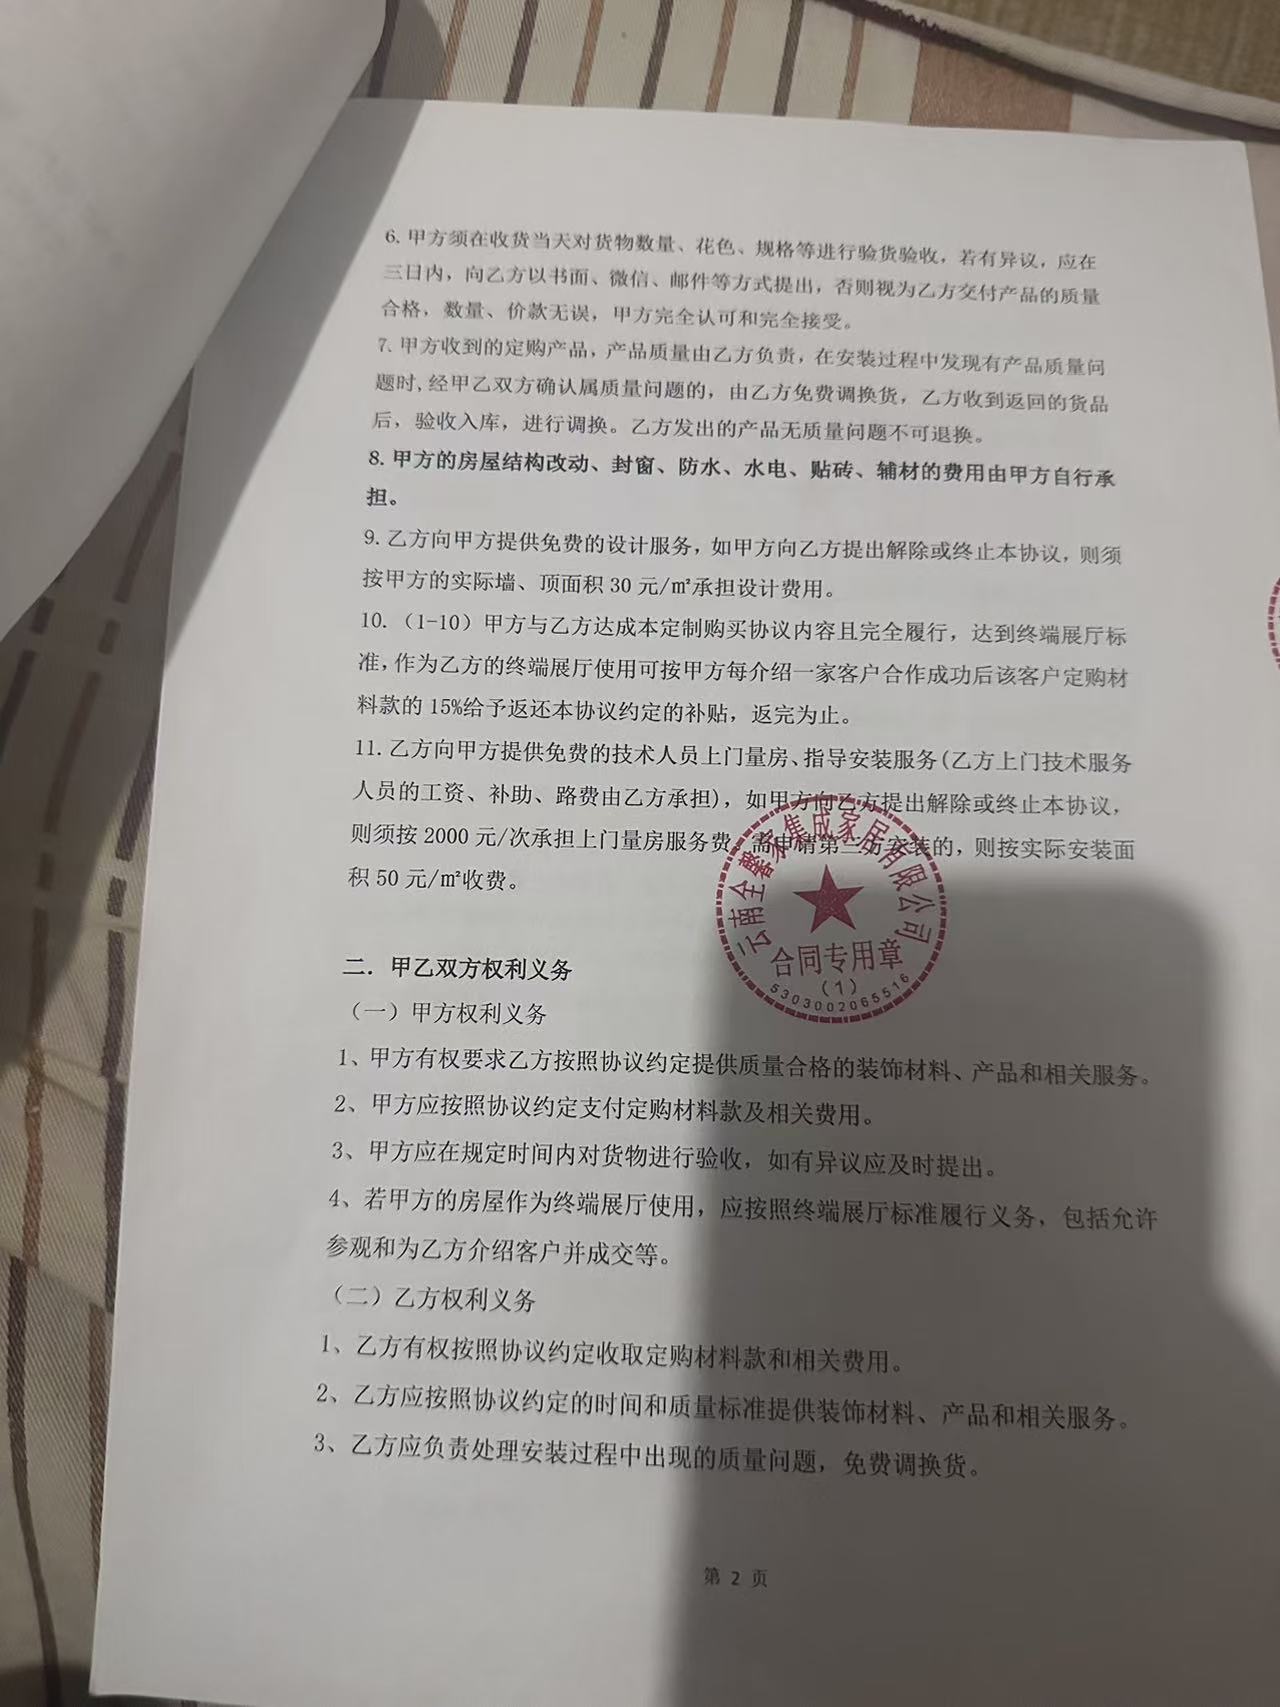 6. 甲方须在收货当天对货物数量、花色、规格等进行验货验收，若有异议，应在
三日内，向乙方以书面、微信、邮件等方式提出，否则视为乙方交付产品的质量
合格，数量、价款无误，甲方完全认可和完全接受。
7. 甲方收到的定购产品，产品质量由乙方负责，在安装过程中发现有产品质量问
题时，经甲乙双方确认属质量问题的，由乙方免费调换货，乙方收到返回的货品
后，验收入库，进行调换。乙方发出的产品无质量问题不可退换。
8. 甲方的房屋结构改动、封窗、防水、水电、贴砖、辅材的费用由甲方自行承
担。
9. 乙方向甲方提供免费的设计服务，如甲方向乙方提出解除或终止本协议，则须
按甲方的实际墙、顶面积 30 元/㎡承担设计费用。
10. （1-10）甲方与乙方达成本定制购买协议内容且完全履行，达到终端展厅标
准，作为乙方的终端展厅使用可按甲方每介绍一家客户合作成功后该客户定购材
料款的 15%给予返还本协议约定的补贴，返完为止。
11. 乙方向甲方提供免费的技术人员上门量房、指导安装服务(乙方上门技术服务
人员的工资、补助、路费由乙方承担)，如甲方向乙方提出解除或终止本协议，
则须按 2000 元/次承担上门量房服务费，需申请第三方安装的，则按实际安装面
积 50 元/㎡收费。
云南全馨家集成家居有限公司
合同专用章
（1）
5303002065516
二．甲乙双方权利义务
（一）甲方权利义务
1、甲方有权要求乙方按照协议约定提供质量合格的装饰材料、产品和相关服务。
2、甲方应按照协议约定支付定购材料款及相关费用。
3、甲方应在规定时间内对货物进行验收，如有异议应及时提出。
4、若甲方的房屋作为终端展厅使用，应按照终端展厅标准履行义务，包括允许
参观和为乙方介绍客户并成交等。
（二）乙方权利义务
1、乙方有权按照协议约定收取定购材料款和相关费用。
2、乙方应按照协议约定的时间和质量标准提供装饰材料、产品和相关服务。
3、乙方应负责处理安装过程中出现的质量问题，免费调换货。
第 2 页